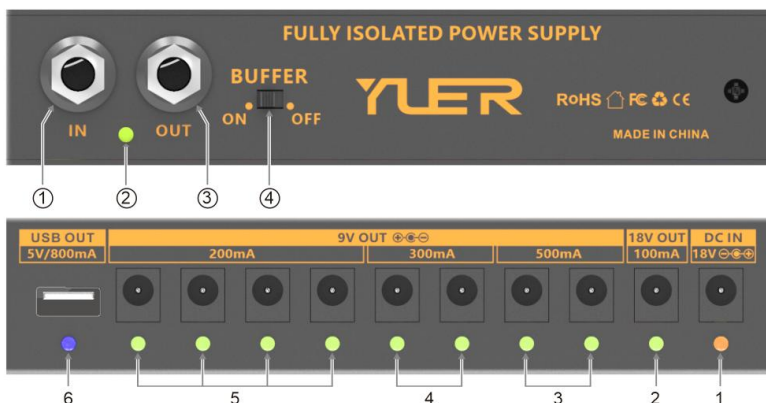 FULLY ISOLATED POWER SUPPLY
BUFFER
ON OFF
IN OUT
YUER
RoHS FC CE
MADE IN CHINA
① ② ③ ④
USB OUT 9V OUT 18V OUT DC IN
5V/800mA 200mA 300mA 500mA 100mA 18V
6 5 4 3 2 1